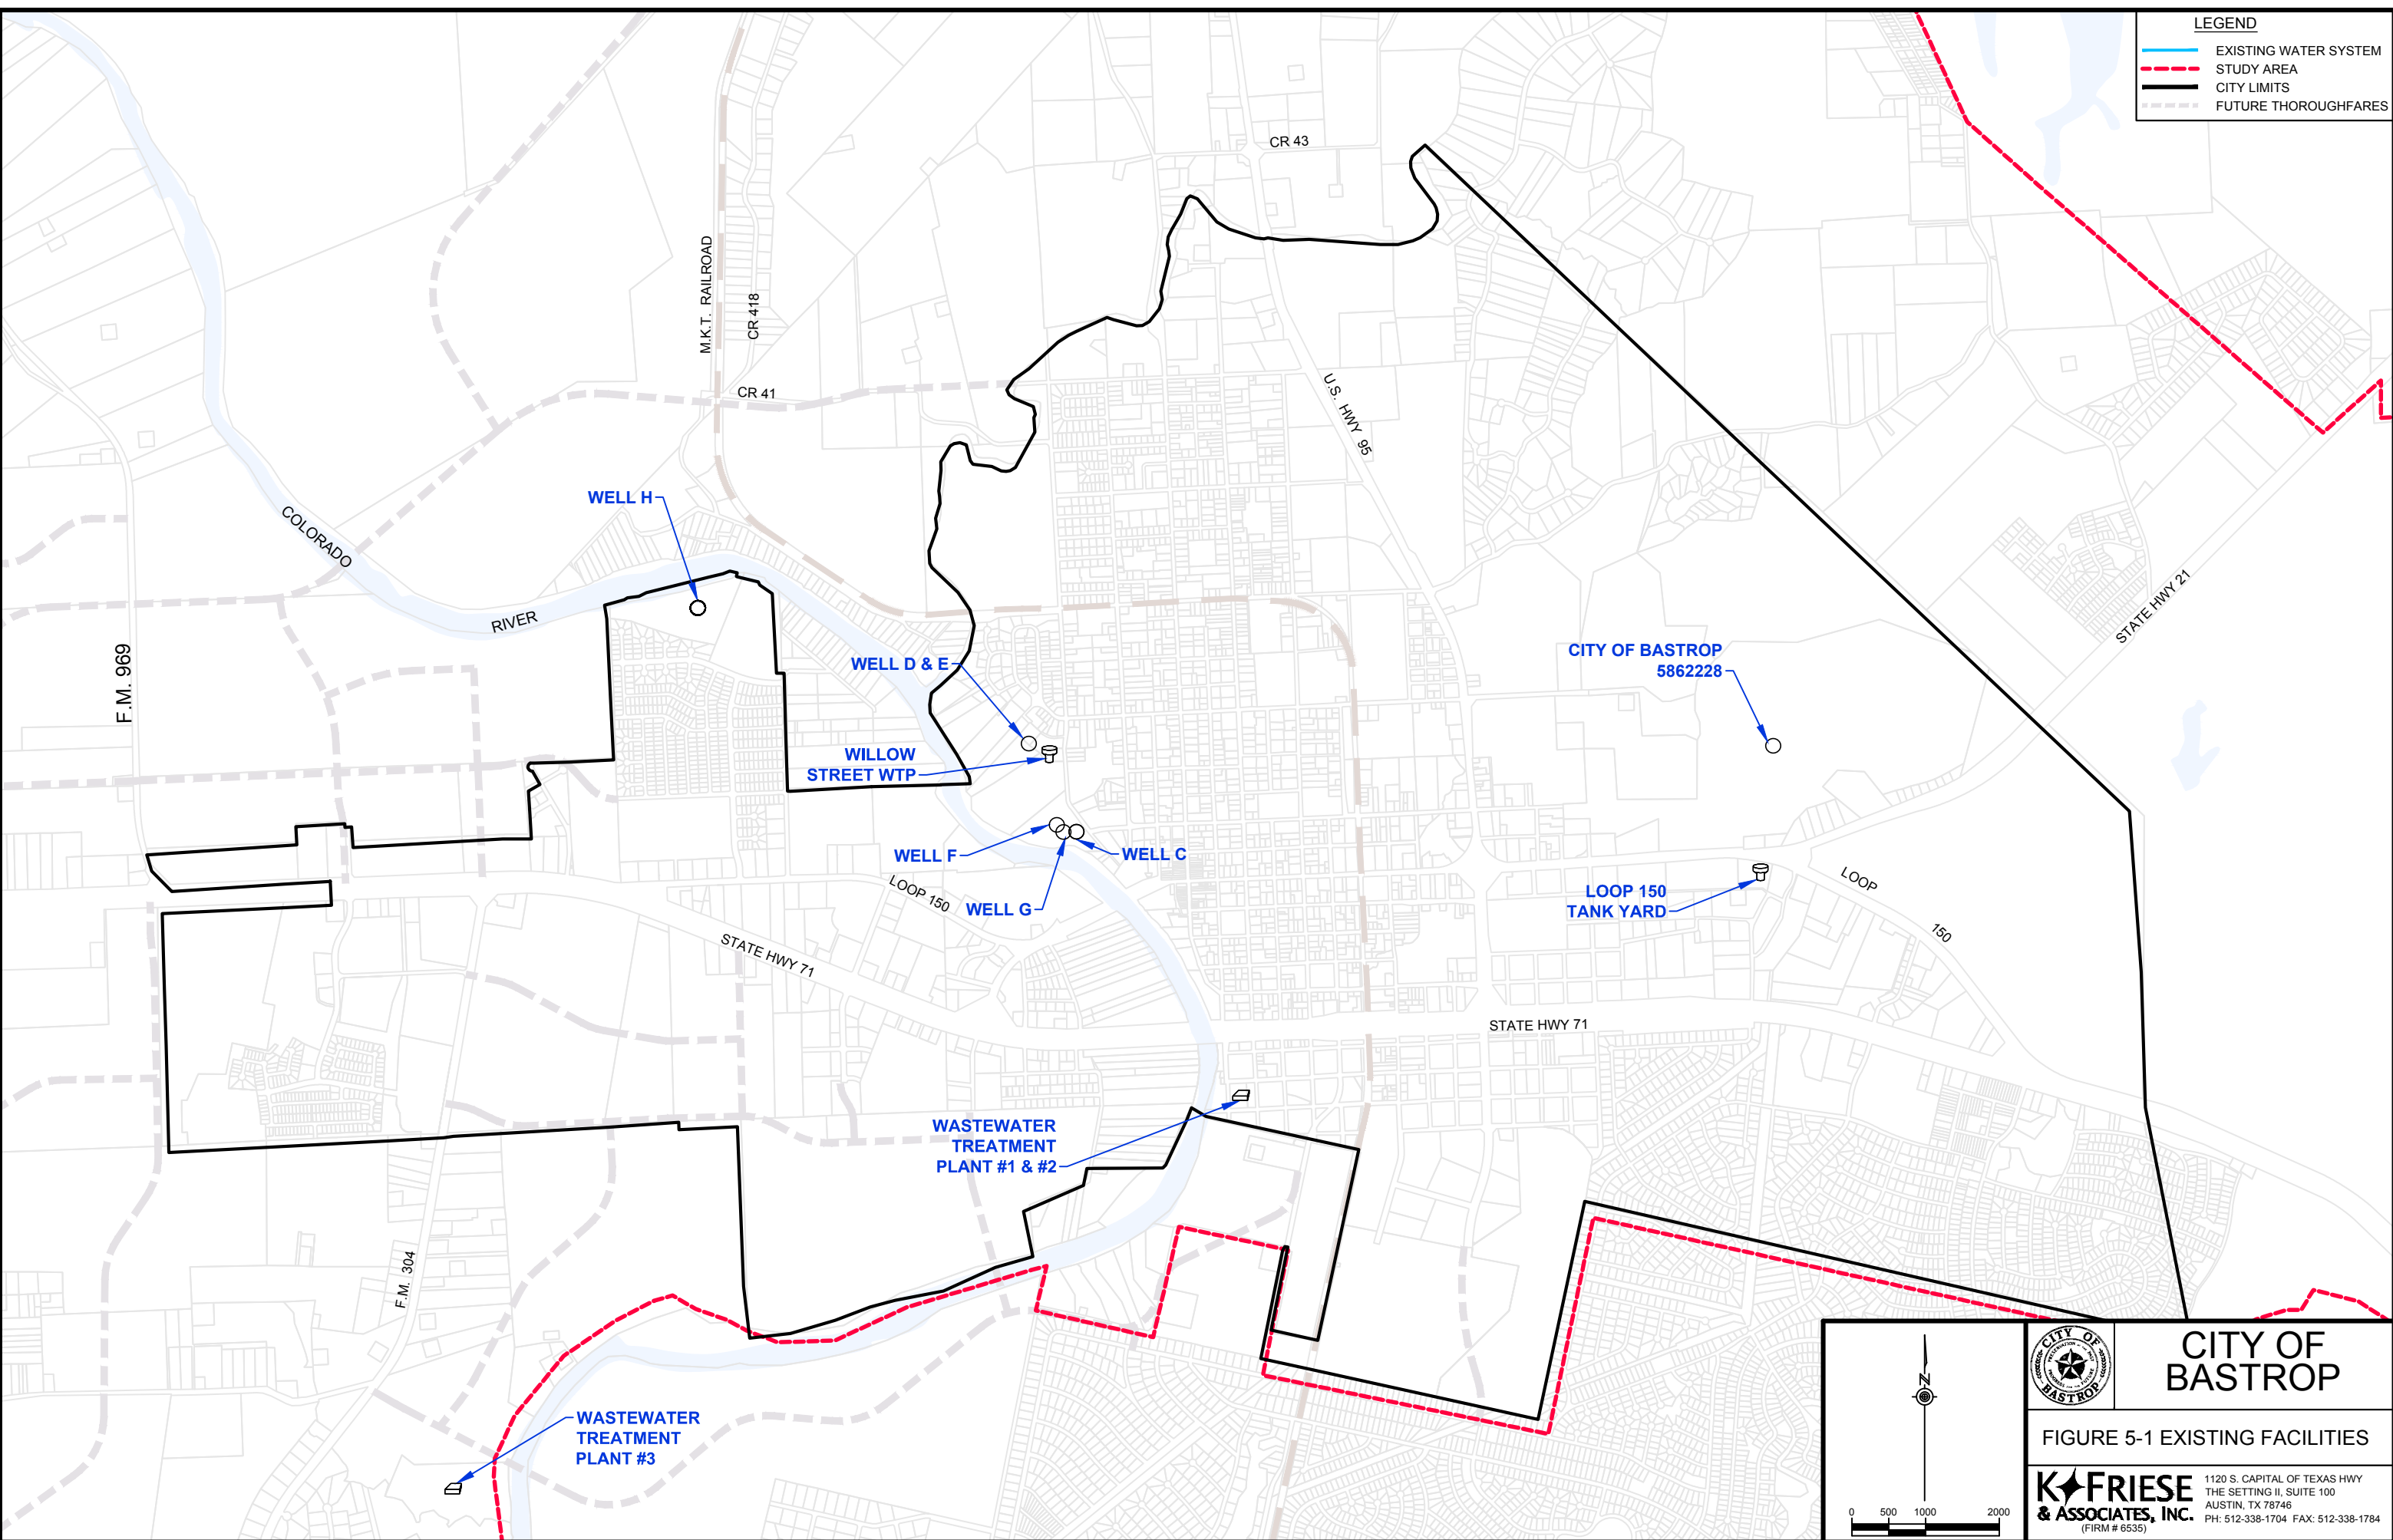 LEGEND
EXISTING WATER SYSTEM
STUDY AREA
CITY LIMITS
FUTURE THOROUGHFARES
CR 43
M.K.T. RAILROAD
CR 418
CR 41
U.S. HWY 95
WELL H
COLORADO
RIVER
F.M. 969
STATE HWY 21
WELL D & E
CITY OF BASTROP
5862228
WILLOW
STREET WTP
WELL F
WELL C
LOOP 150
WELL G
LOOP 150
TANK YARD
LOOP
150
STATE HWY 71
STATE HWY 71
WASTEWATER
TREATMENT
PLANT #1 & #2
F.M. 304
WASTEWATER
TREATMENT
PLANT #3
N
0 500 1000 2000
CITY OF
BASTROP
CITY OF
BASTROP
FIGURE 5-1 EXISTING FACILITIES
K FRIESE
& ASSOCIATES, INC.
(FIRM # 6535)
1120 S. CAPITAL OF TEXAS HWY
THE SETTING II, SUITE 100
AUSTIN, TX 78746
PH: 512-338-1704 FAX: 512-338-1784